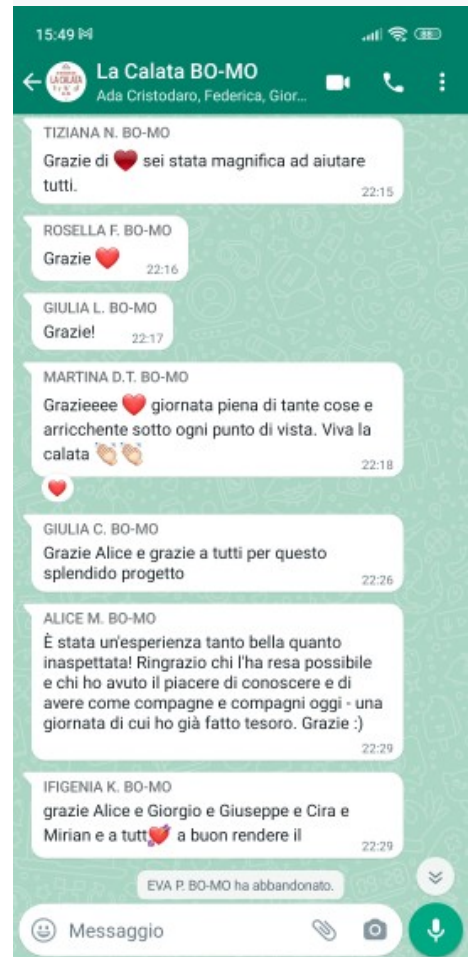 15:49
La Calata BO-MO
Ada Cristodaro, Federica, Gior...
TIZIANA N. BO-MO
Grazie di ❤️ sei stata magnifica ad aiutare
tutti.
22:15
ROSELLA F. BO-MO
Grazie ❤️
22:16
GIULIA L. BO-MO
Grazie!
22:17
MARTINA D.T. BO-MO
Grazieeee ❤️ giornata piena di tante cose e
arricchente sotto ogni punto di vista. Viva la
calata 👏🏻👏🏻
22:18
GIULIA C. BO-MO
Grazie Alice e grazie a tutti per questo
splendido progetto
22:26
ALICE M. BO-MO
È stata un'esperienza tanto bella quanto
inaspettata! Ringrazio chi l'ha resa possibile
e chi ho avuto il piacere di conoscere e di
avere come compagne e compagni oggi - una
giornata di cui ho già fatto tesoro. Grazie :)
22:29
IFIGENIA K. BO-MO
grazie Alice e Giorgio e Giuseppe e Cira e
Mirian e a tutt💘 a buon rendere il
22:29
EVA P. BO-MO ha abbandonato.
Messaggio